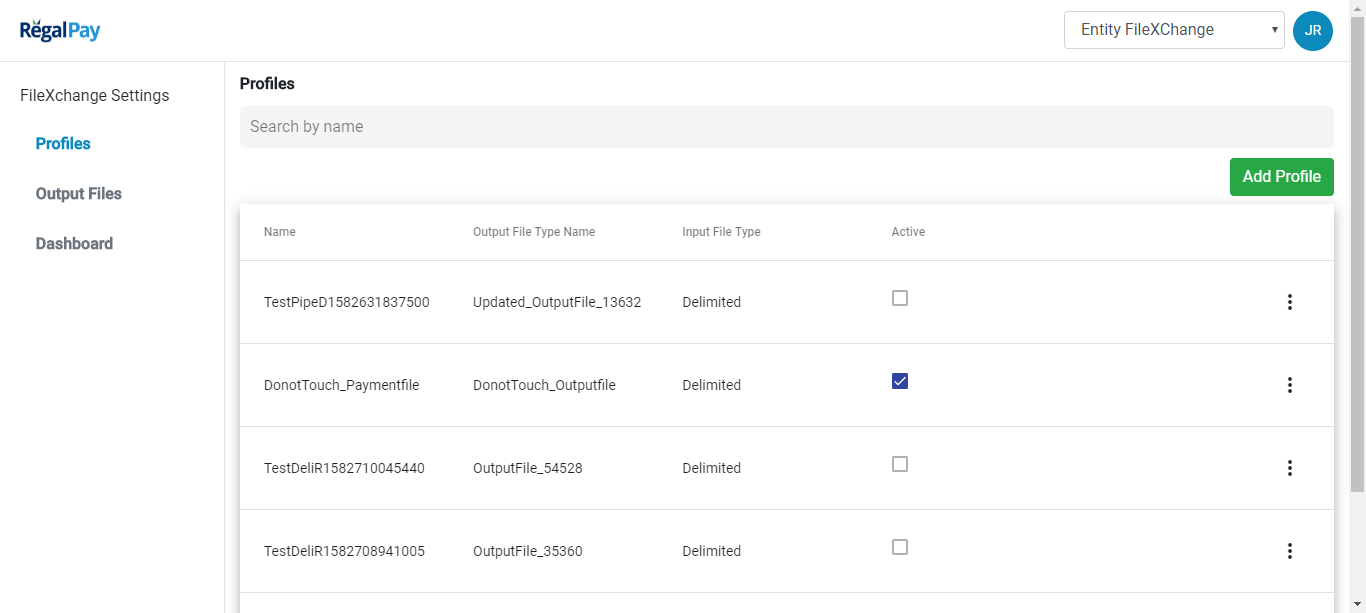 RegalPay
Entity FileXChange
JR
FileXchange Settings
Profiles
Output Files
Dashboard
Profiles
Search by name
Add Profile
Name Output File Type Name Input File Type Active
TestPipeD1582631837500 Updated_OutputFile_13632 Delimited
DonotTouch_Paymentfile DonotTouch_Outputfile Delimited
TestDeliR1582710045440 OutputFile_54528 Delimited
TestDeliR1582708941005 OutputFile_35360 Delimited